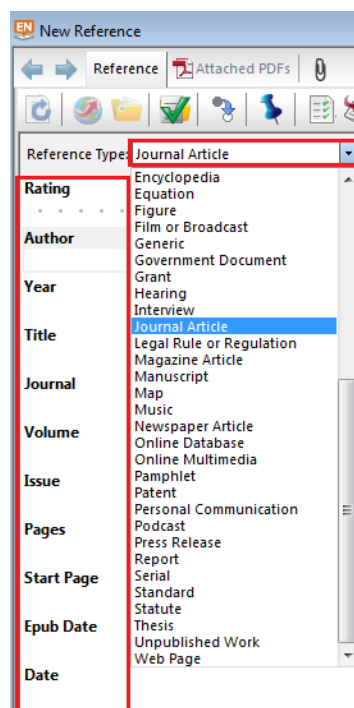 EN New Reference
Reference Attached PDFs
Reference Type: Journal Article
Rating
Author
Year
Title
Journal
Volume
Issue
Pages
Start Page
Epub Date
Date
Encyclopedia
Equation
Figure
Film or Broadcast
Generic
Government Document
Grant
Hearing
Interview
Journal Article
Legal Rule or Regulation
Magazine Article
Manuscript
Map
Music
Newspaper Article
Online Database
Online Multimedia
Pamphlet
Patent
Personal Communication
Podcast
Press Release
Report
Serial
Standard
Statute
Thesis
Unpublished Work
Web Page